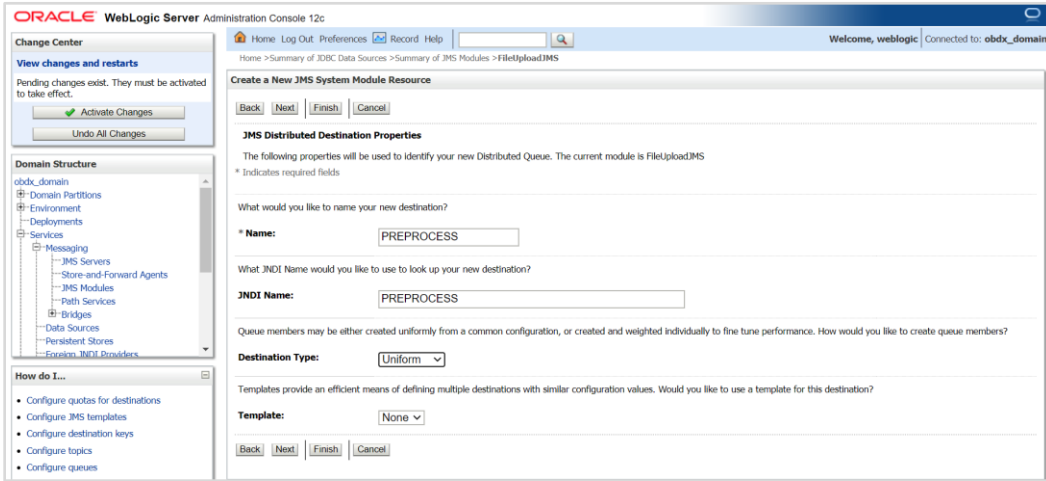 ORACLE WebLogic Server Administration Console 12c
Change Center
View changes and restarts
Pending changes exist. They must be activated
to take effect.
Activate Changes
Undo All Changes
Domain Structure
obdx_domain
Domain Partitions
Environment
Deployments
Services
Messaging
JMS Servers
Store-and-Forward Agents
JMS Modules
Path Services
Bridges
Data Sources
Persistent Stores
Foreign JNDI Providers
How do I...
Configure quotas for destinations
Configure JMS templates
Configure destination keys
Configure topics
Configure queues
Home Log Out Preferences Record Help
Welcome, weblogic Connected to: obdx_domain
Home >Summary of JDBC Data Sources >Summary of JMS Modules >FileUploadJMS
Create a New JMS System Module Resource
Back Next Finish Cancel
JMS Distributed Destination Properties
The following properties will be used to identify your new Distributed Queue. The current module is FileUploadJMS
* Indicates required fields
What would you like to name your new destination?
* Name: PREPROCESS
What JNDI Name would you like to use to look up your new destination?
JNDI Name: PREPROCESS
Queue members may be either created uniformly from a common configuration, or created and weighted individually to fine tune performance. How would you like to create queue members?
Destination Type: Uniform
Templates provide an efficient means of defining multiple destinations with similar configuration values. Would you like to use a template for this destination?
Template: None
Back Next Finish Cancel